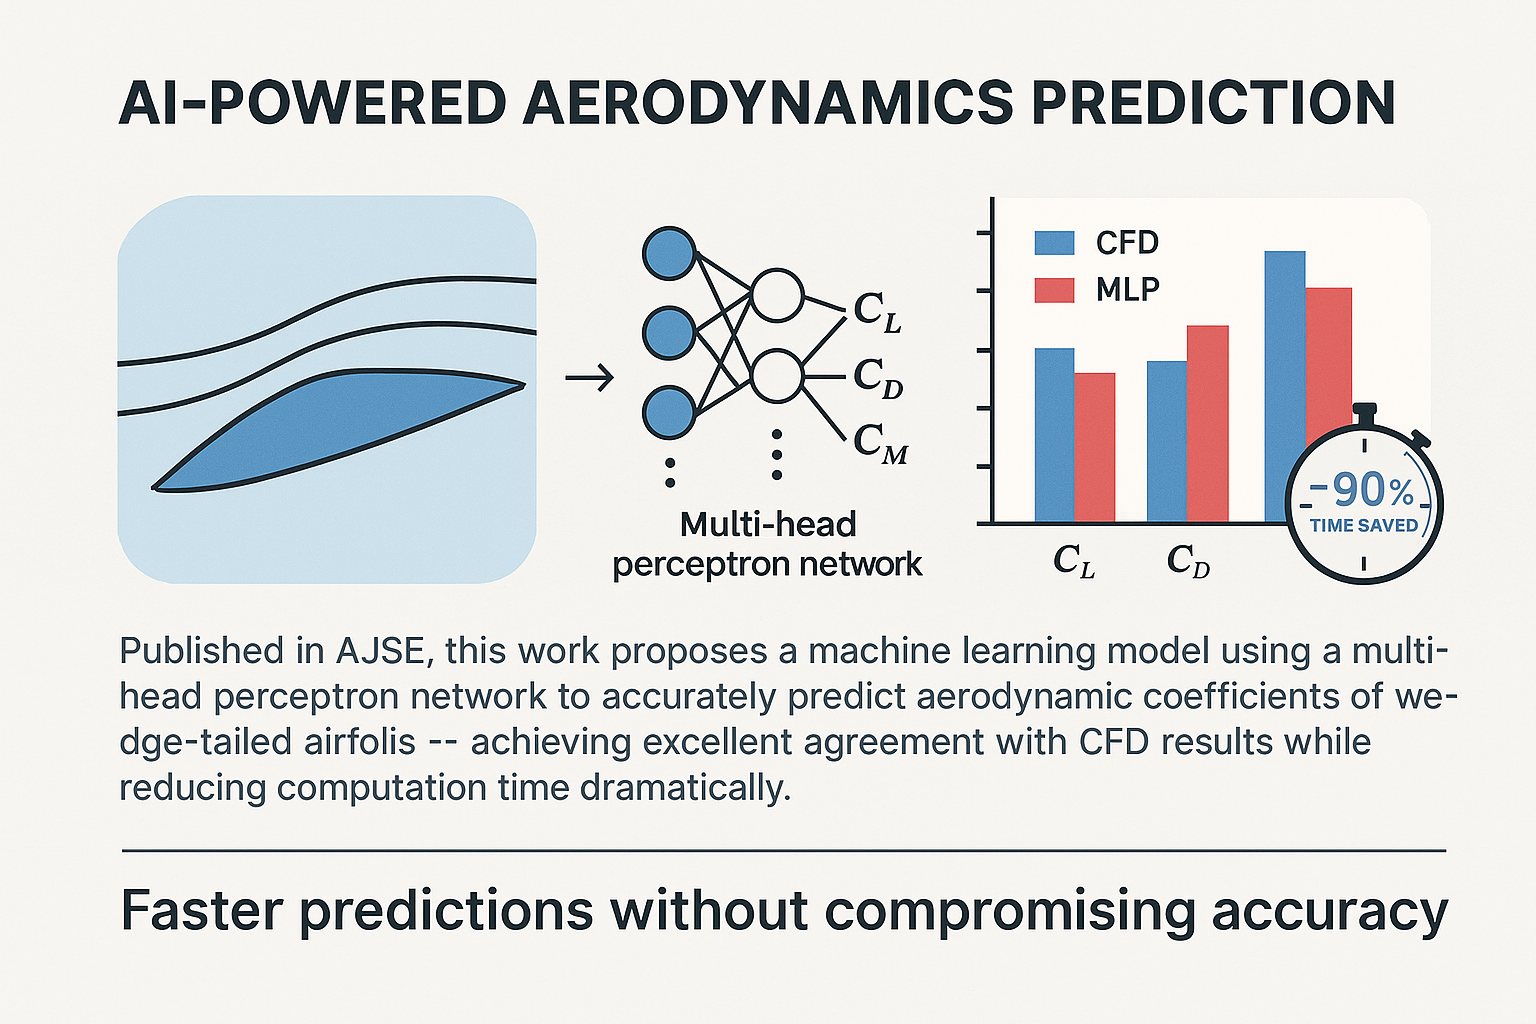 AI-POWERED AERODYNAMICS PREDICTION
C_L
C_D
C_M
Multi-head
perceptron network
CFD
MLP
C_L
C_D
-90%
TIME SAVED
Published in AJSE, this work proposes a machine learning model using a multi-
head perceptron network to accurately predict aerodynamic coefficients of we-
dge-tailed airfolis -- achieving excellent agreement with CFD results while
reducing computation time dramatically.
Faster predictions without compromising accuracy